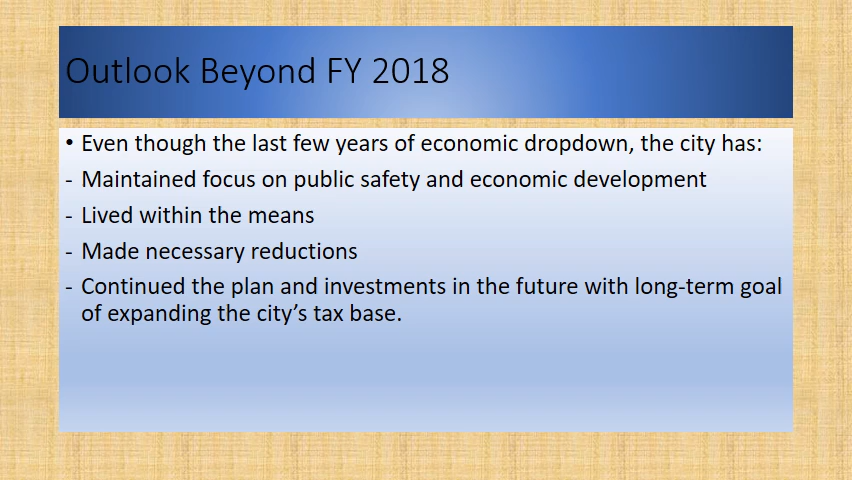 Outlook Beyond FY 2018
• Even though the last few years of economic dropdown, the city has:
- Maintained focus on public safety and economic development
- Lived within the means
- Made necessary reductions
- Continued the plan and investments in the future with long-term goal
of expanding the city’s tax base.